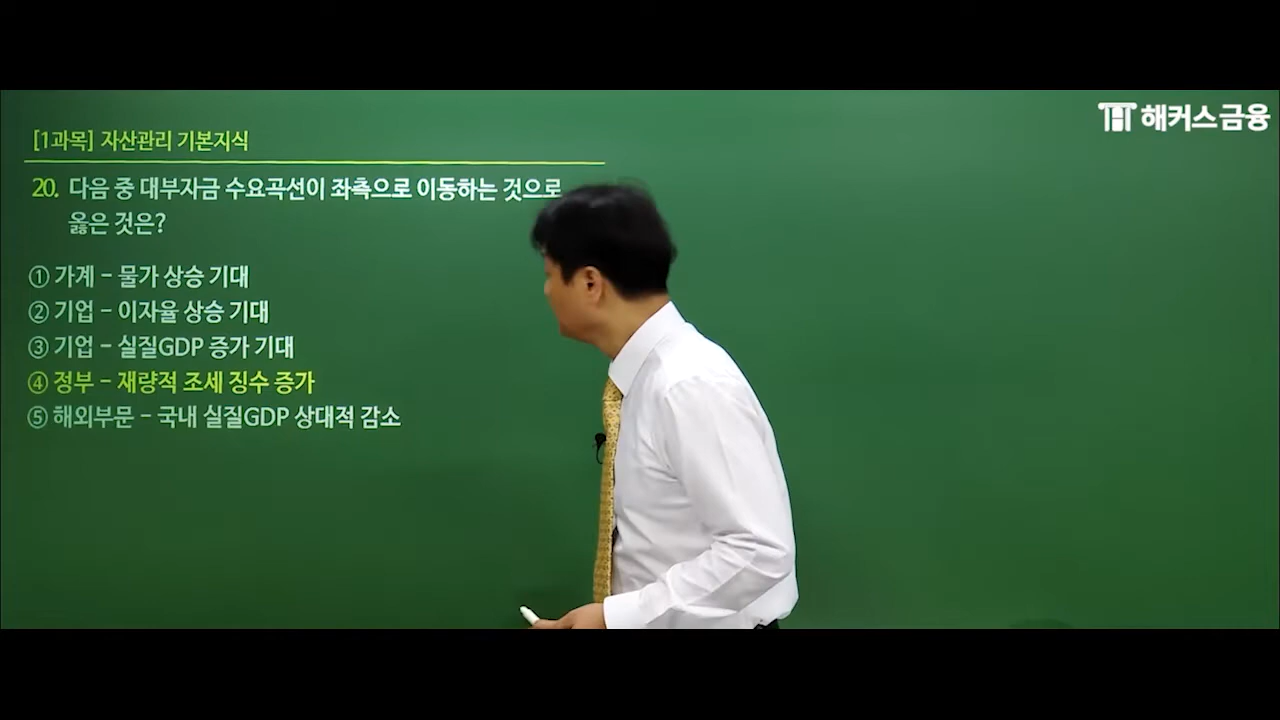 해커스금융
[1과목] 자산관리 기본지식
20. 다음 중 대부자금 수요곡선이 좌측으로 이동하는 것으로
옳은 것은?
① 가계 - 물가 상승 기대
② 기업 - 이자율 상승 기대
③ 기업 - 실질GDP 증가 기대
④ 정부 - 재량적 조세 징수 증가
⑤ 해외부문 - 국내 실질GDP 상대적 감소